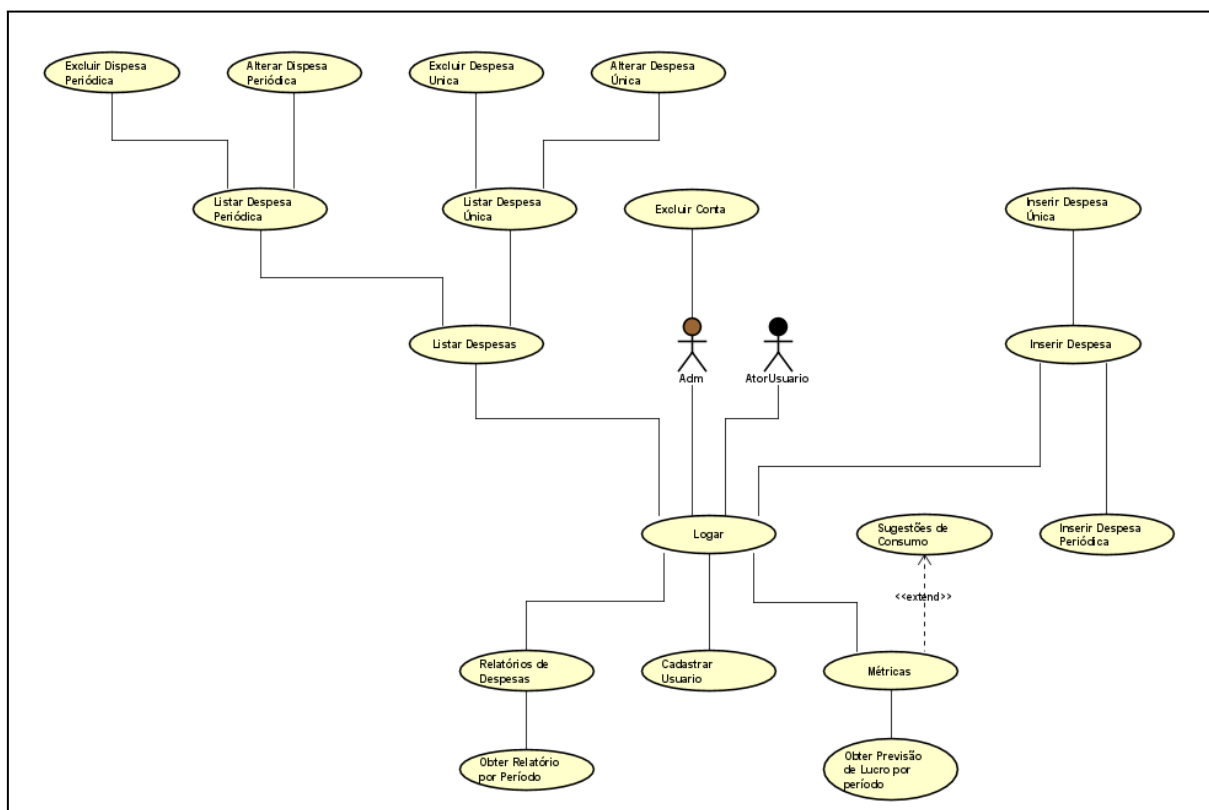 Excluir Dispesa
Periódica
Alterar Dispesa
Periódica
Excluir Despesa
Unica
Alterar Despesa
Única
Listar Despesa
Periódica
Listar Despesa
Única
Excluir Conta
Inserir Despesa
Única
Listar Despesas
Adm
AtorUsuario
Inserir Despesa
Logar
Sugestões de
Consumo
Inserir Despesa
Periódica
<<extend>>
Relatórios de
Despesas
Cadastrar
Usuario
Métricas
Obter Relatório
por Período
Obter Previsão
de Lucro por
período